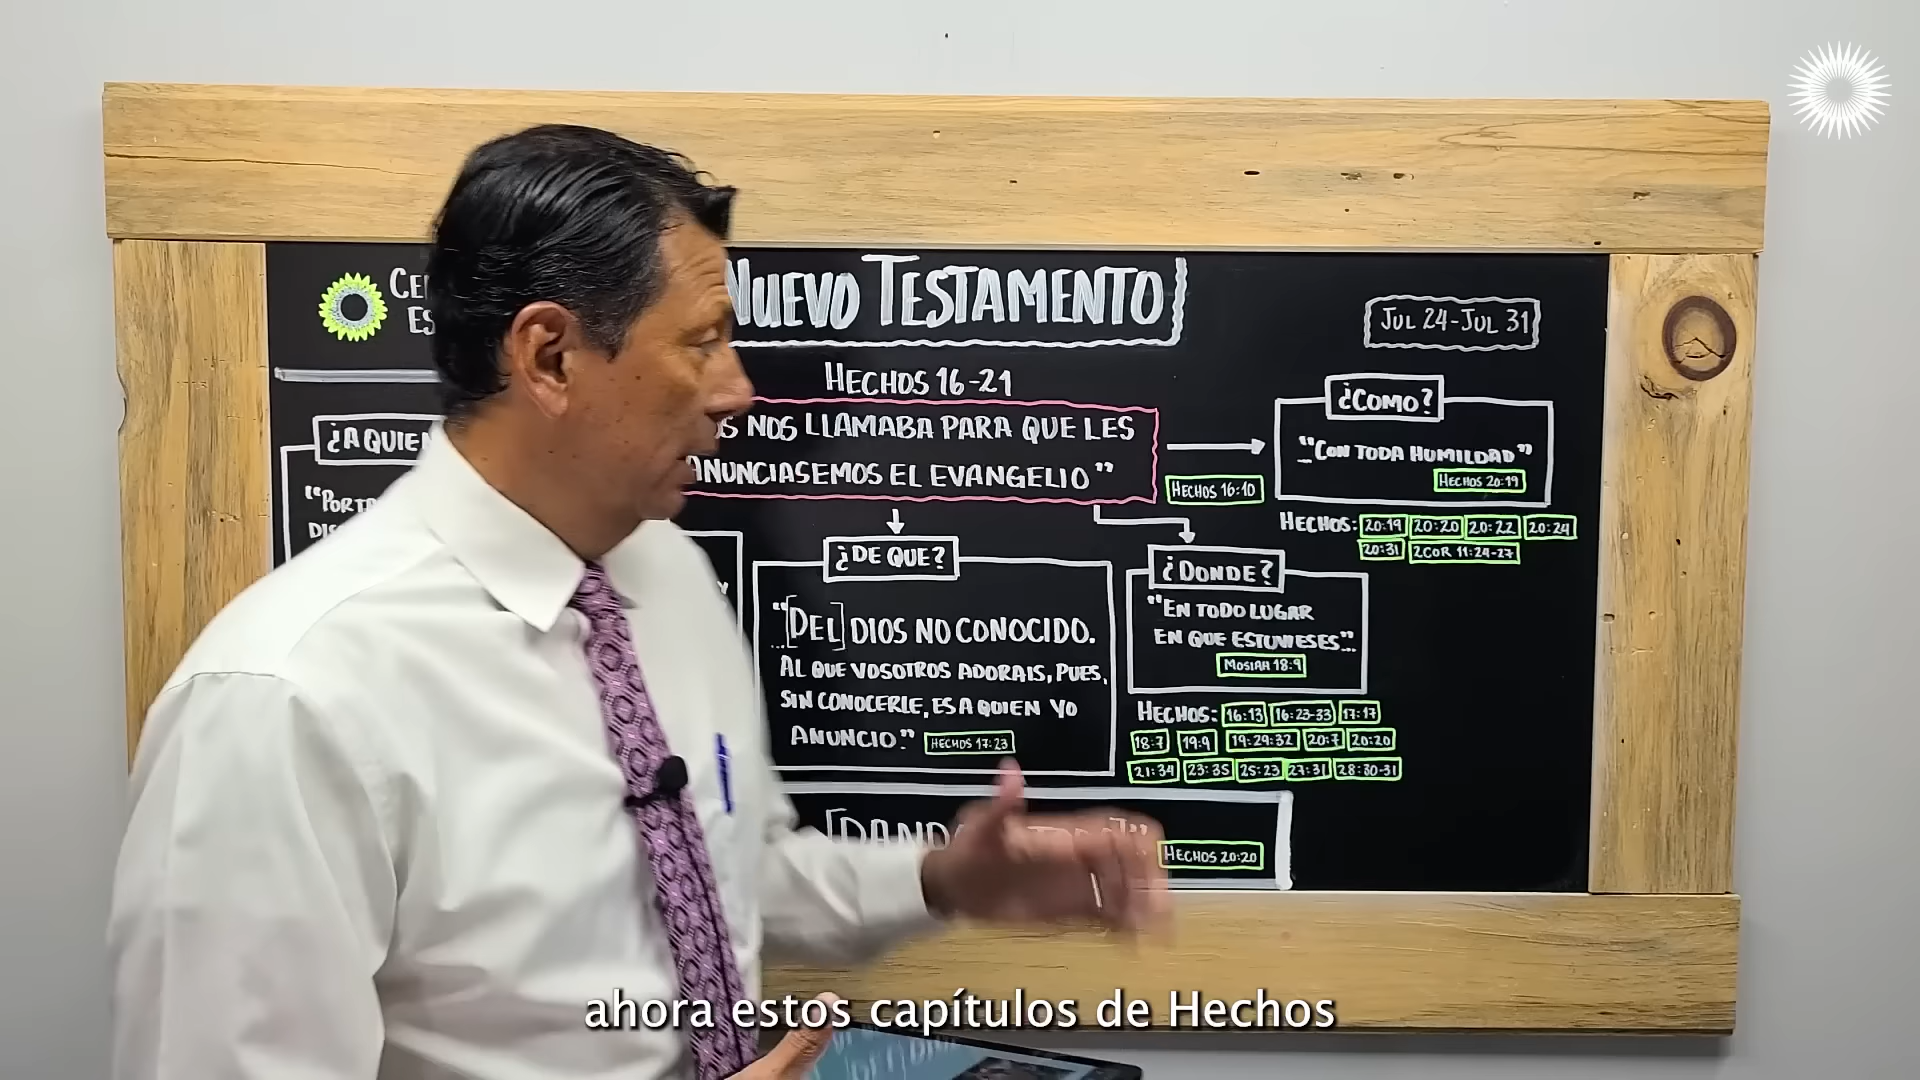 NUEVO TESTAMENTO
JUL 24-JUL 31
HECHOS 16-21
NOS LLAMABA PARA QUE LES
ANUNCIASEMOS EL EVANGELIO"
HECHOS 16:10
¿A QUIEN
¿COMO?
"...CON TODA HUMILDAD"
HECHOS 20:19
HECHOS: 20:19 20:20 20:22 20:24
20:31 2COR 11:24-27
¿DE QUE?
"...[DEL] DIOS NO CONOCIDO.
AL QUE VOSOTROS ADORAIS, PUES,
SIN CONOCERLE, ES A QUIEN YO
ANUNCIO." HECHOS 17:23
¿DONDE?
"EN TODO LUGAR
EN QUE ESTUVIESES"...
MOSIAH 18:9
HECHOS: 16:13 16:23-33 17:17
18:7 19:9 19:29:32 20:7 20:20
21:34 23:35 25:23 27:31 28:30-31
HECHOS 20:20
ahora estos capítulos de Hechos